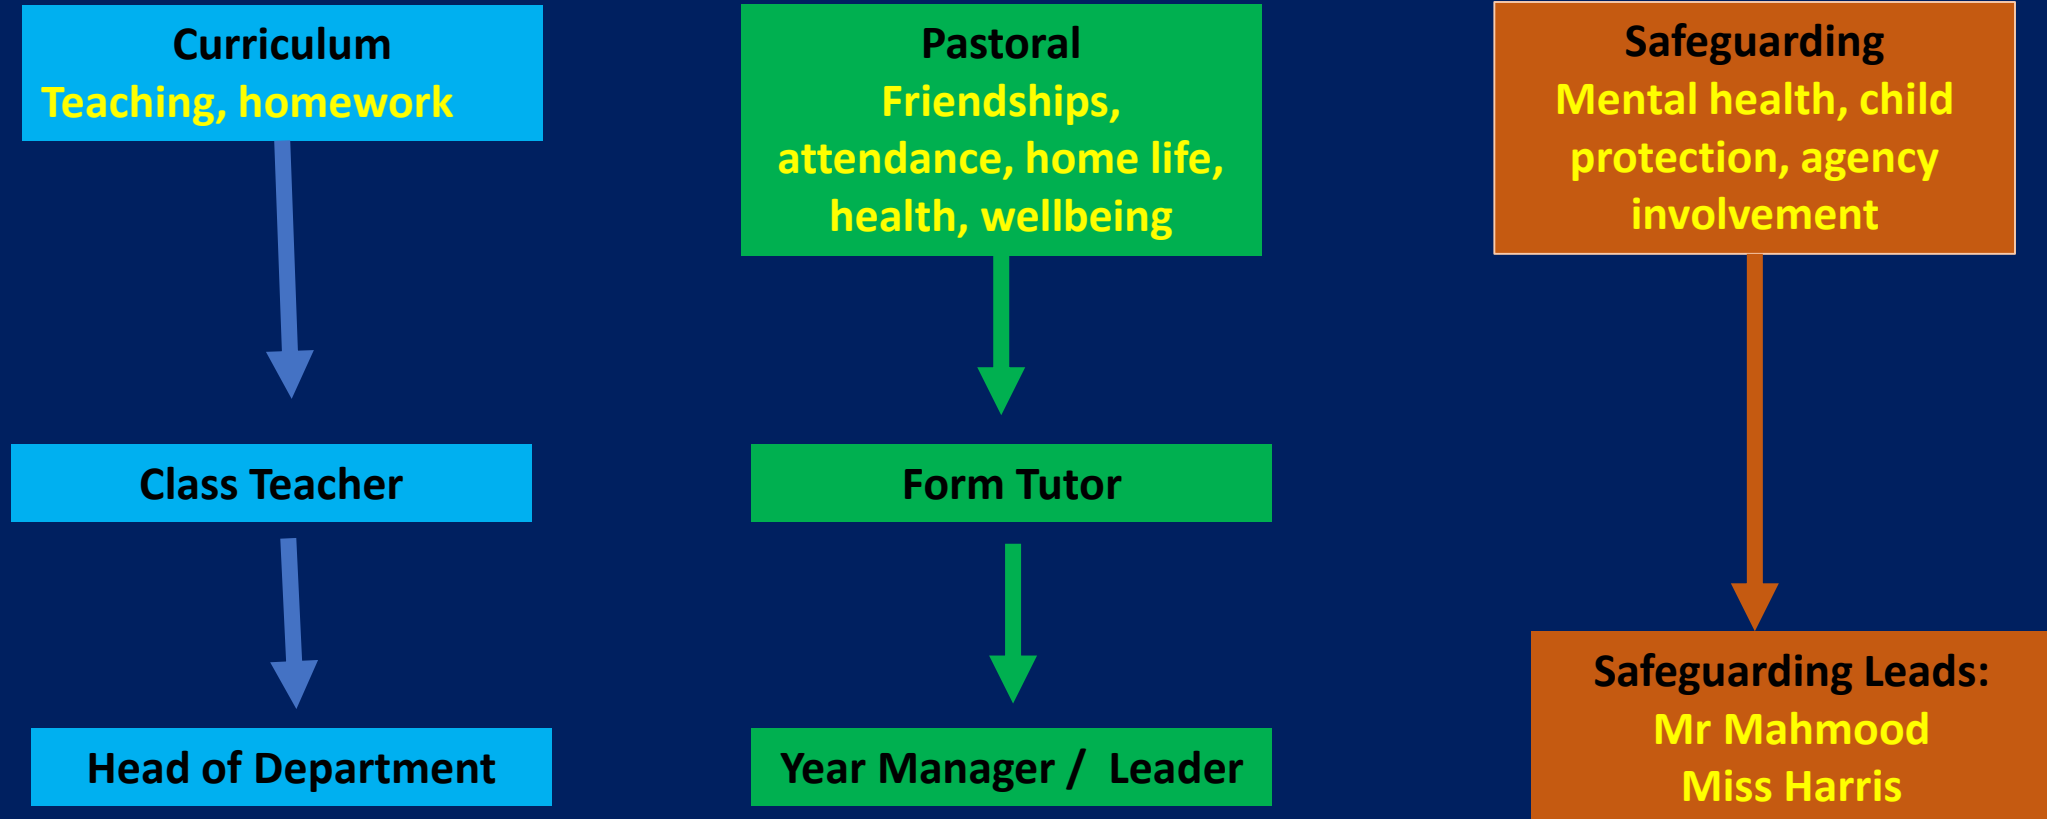 Curriculum
Teaching, homework
Pastoral
Friendships,
attendance, home life,
health, wellbeing
Safeguarding
Mental health, child
protection, agency
involvement
Class Teacher
Form Tutor
Head of Department
Year Manager /  Leader
Safeguarding Leads:
Mr Mahmood
Miss Harris